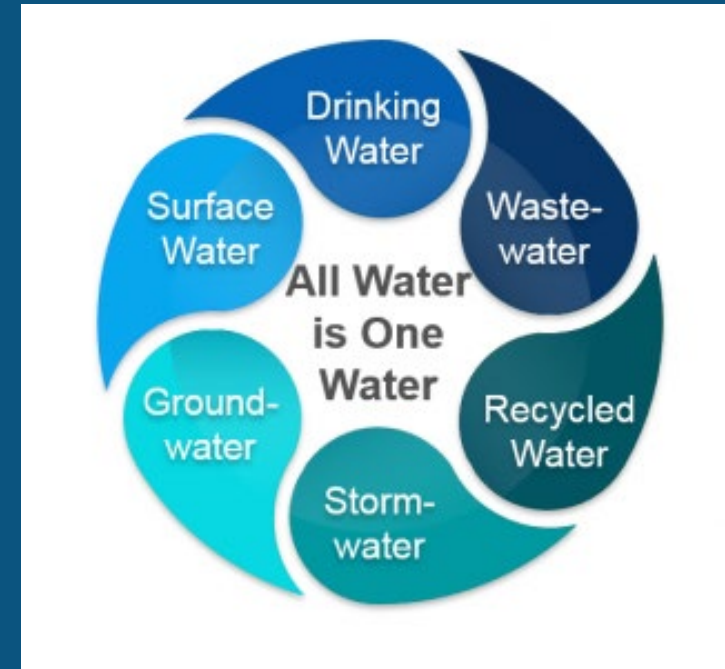 Drinking
Water
Waste-
water
Recycled
Water
Storm-
water
Ground-
water
Surface
Water
All Water
is One
Water